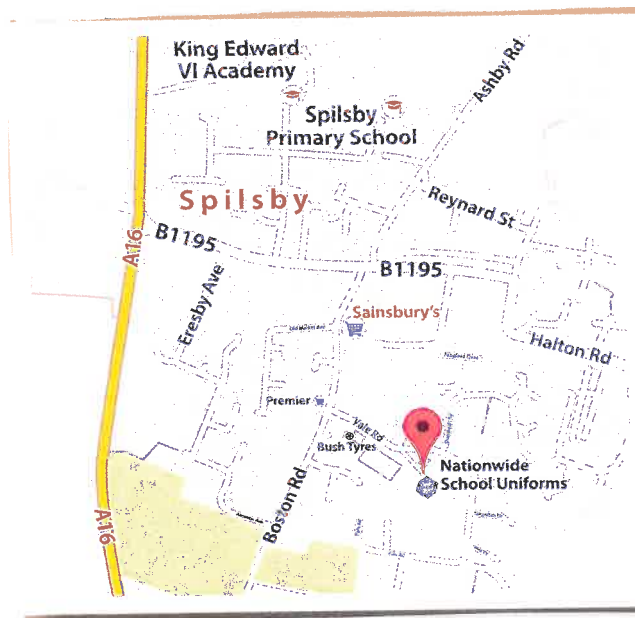 King Edward
VI Academy
Ashby Rd
Spilsby
Primary School
Spilsby
Reynard St
A16
B1195
B1195
Eresby Ave
Sainsbury's
Halton Rd
Premier
Vale Rd
Bush Tyres
Nationwide
School Uniforms
Boston Rd
A16